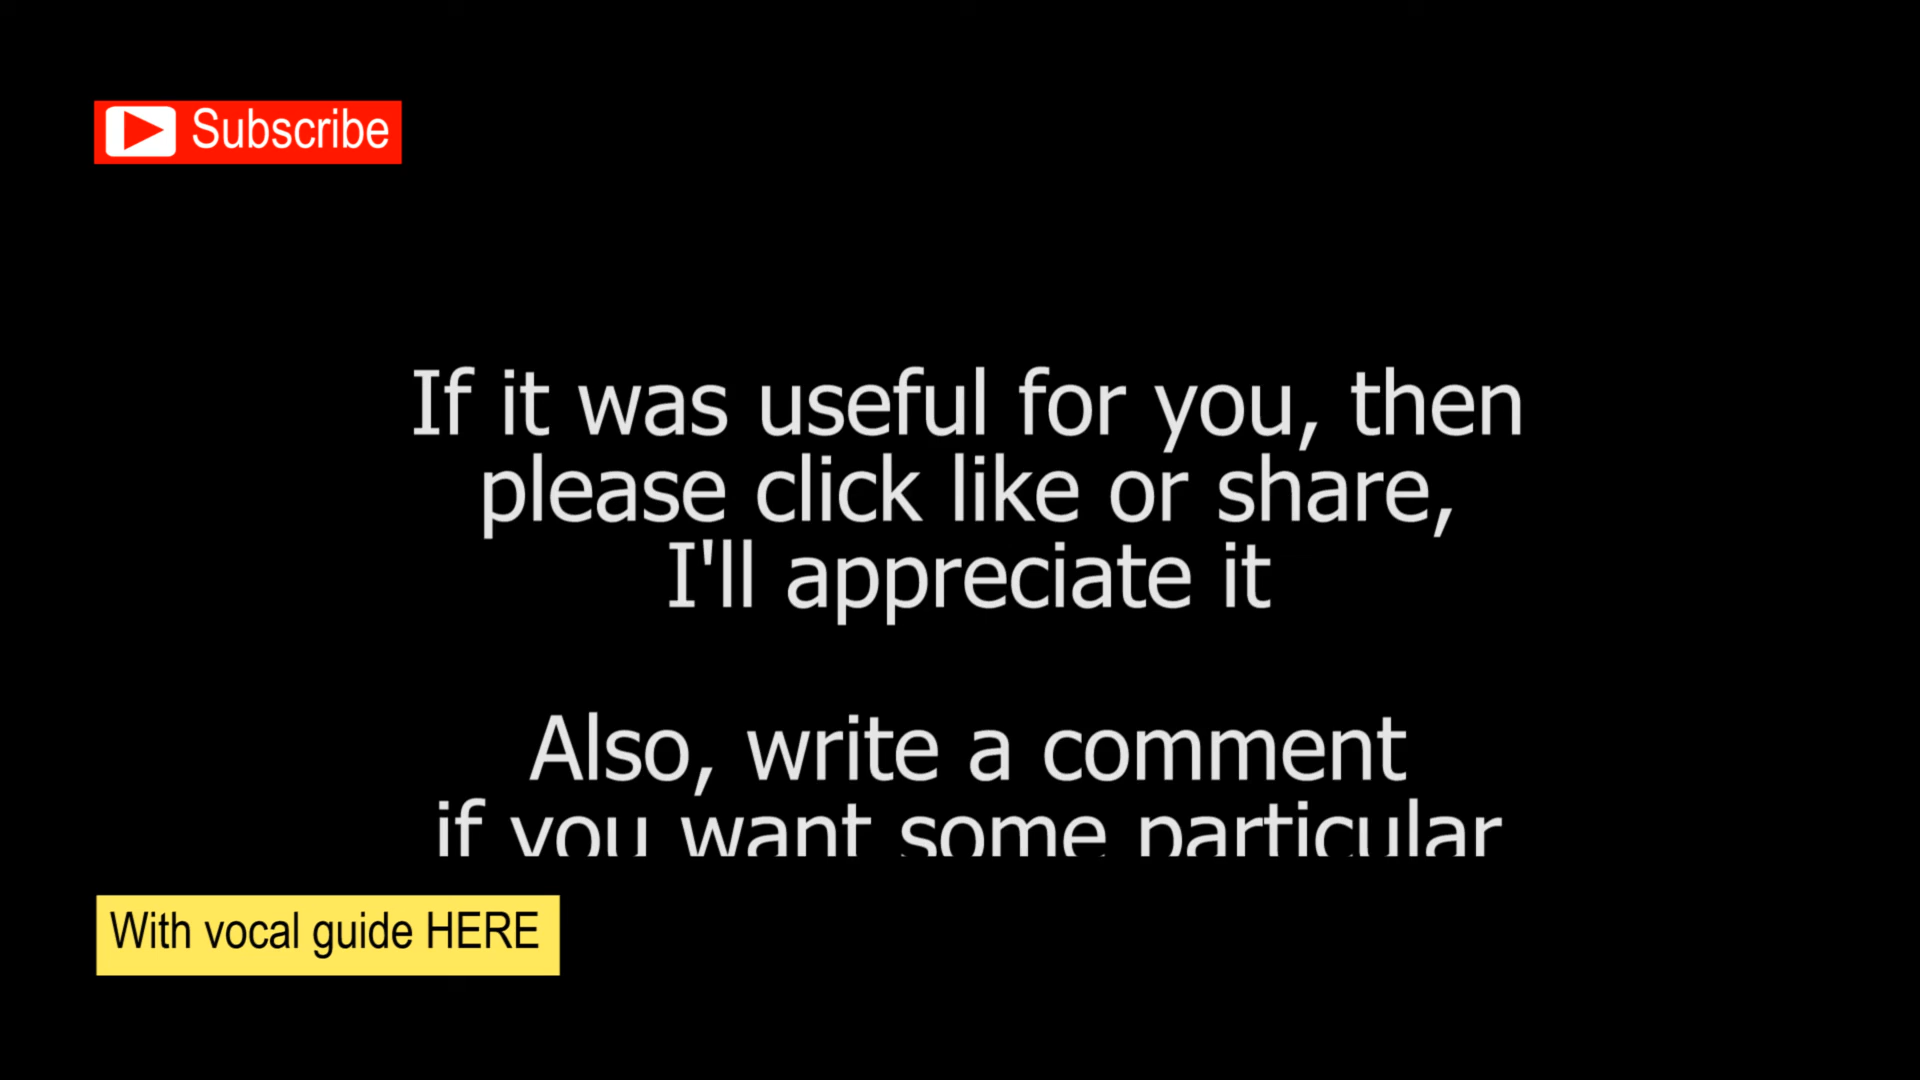 Subscribe
If it was useful for you, then
please click like or share,
I'll appreciate it
Also, write a comment
if you want some particular
With vocal guide HERE